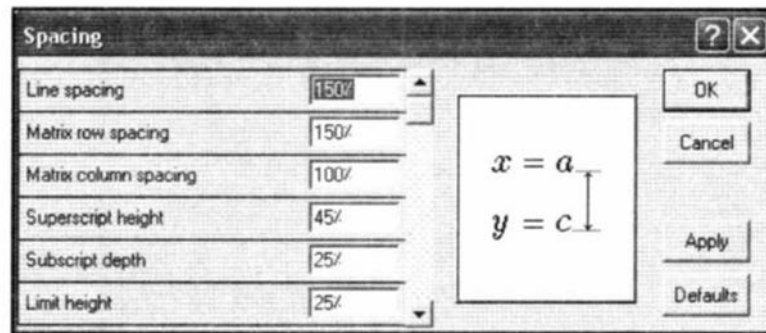 Spacing
Line spacing 150%
Matrix row spacing 150%
Matrix column spacing 100%
Superscript height 45%
Subscript depth 25%
Limit height 25%
x = a
y = c
OK
Cancel
Apply
Defaults